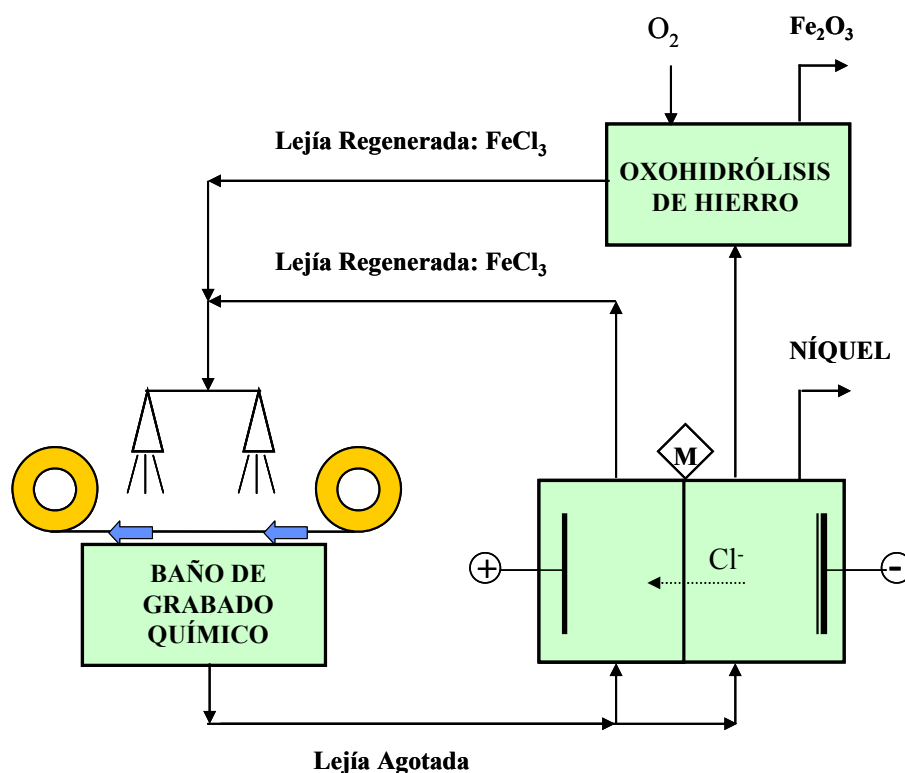 O2
Fe2O3
Lejía Regenerada: FeCl3
OXOHIDRÓLISIS
DE HIERRO
Lejía Regenerada: FeCl3
NÍQUEL
M
Cl-
+
-
BAÑO DE
GRABADO
QUÍMICO
Lejía Agotada